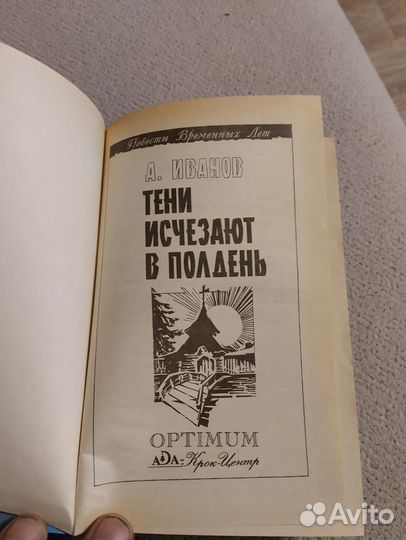 Повести Временных Лет
А. ИВАНОВ
ТЕНИ
ИСЧЕЗАЮТ
В ПОЛДЕНЬ
OPTIMUM
АДА-Крок-Центр
Avito